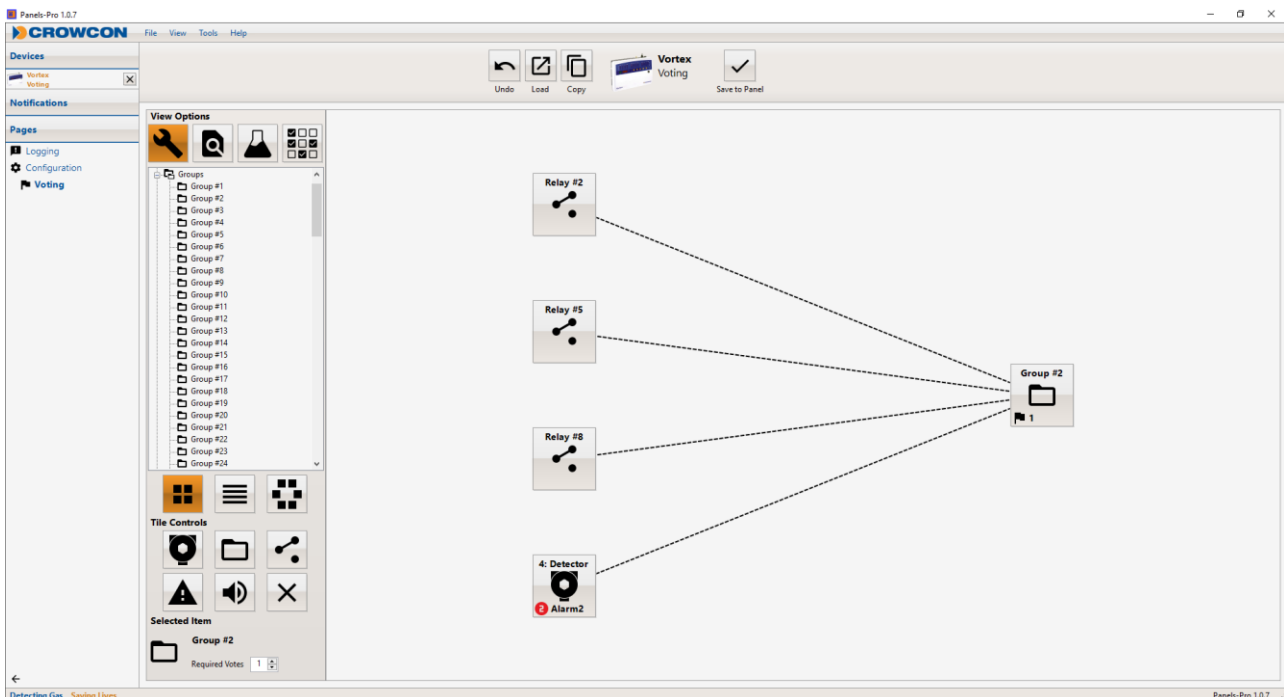 Panels-Pro 1.0.7
CROWCON
File View Tools Help
Devices
Vortex
Voting
Notifications
Pages
Logging
Configuration
Voting
Undo
Load
Copy
Vortex
Voting
Save to Panel
View Options
Groups
Group #1
Group #2
Group #3
Group #4
Group #5
Group #6
Group #7
Group #8
Group #9
Group #10
Group #11
Group #12
Group #13
Group #14
Group #15
Group #16
Group #17
Group #18
Group #19
Group #20
Group #21
Group #22
Group #23
Group #24
Tile Controls
Selected Item
Group #2
Required Votes 1
Relay #2
Relay #5
Relay #8
4: Detector
2 Alarm2
Group #2
1
Detecting Gas Saving Lives
Panels-Pro 1.0.7